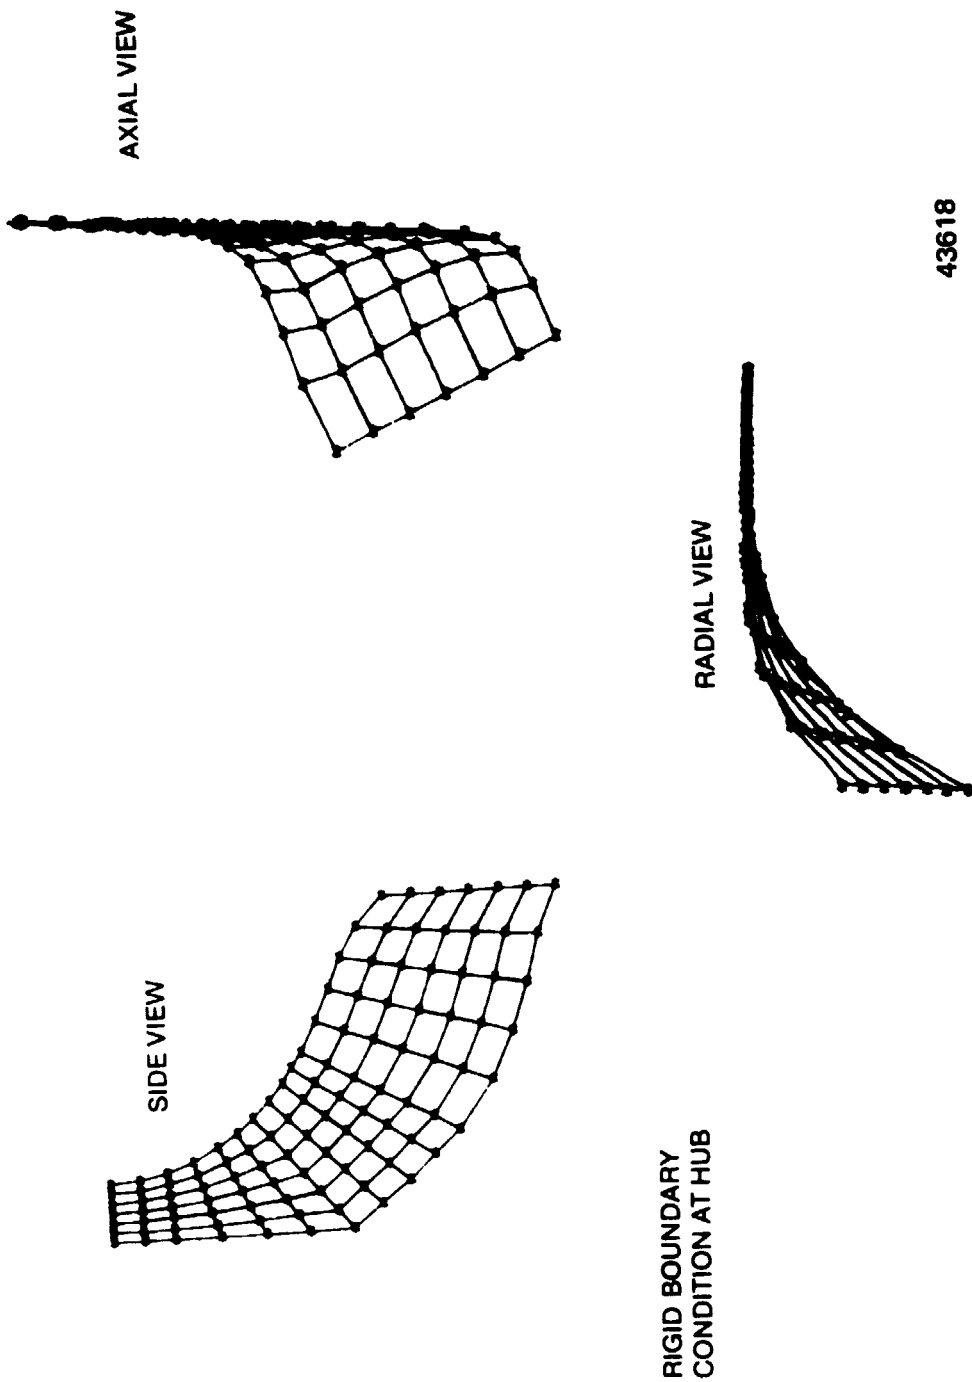 SIDE VIEW
AXIAL VIEW
RADIAL VIEW
RIGID BOUNDARY
CONDITION AT HUB
43618